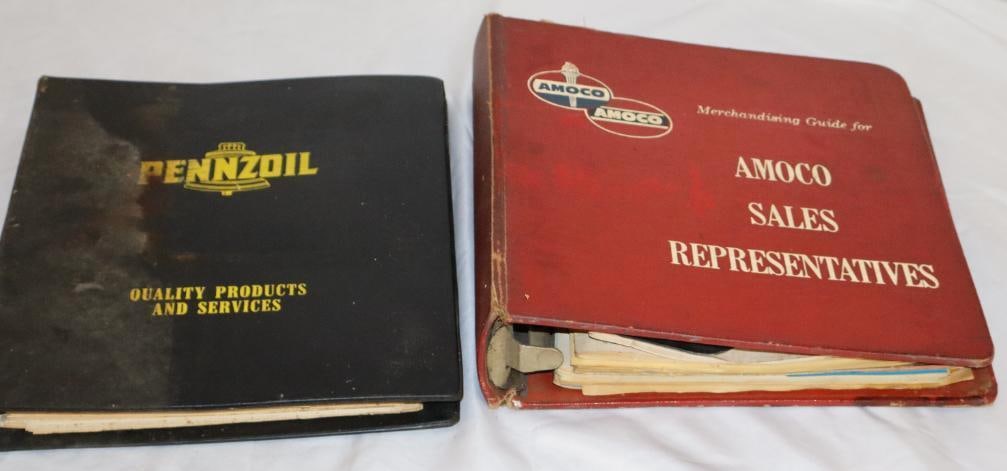 PENNZOIL
QUALITY PRODUCTS
AND SERVICES
AMOCO
AMOCO
Merchandising Guide for
AMOCO
SALES
REPRESENTATIVES